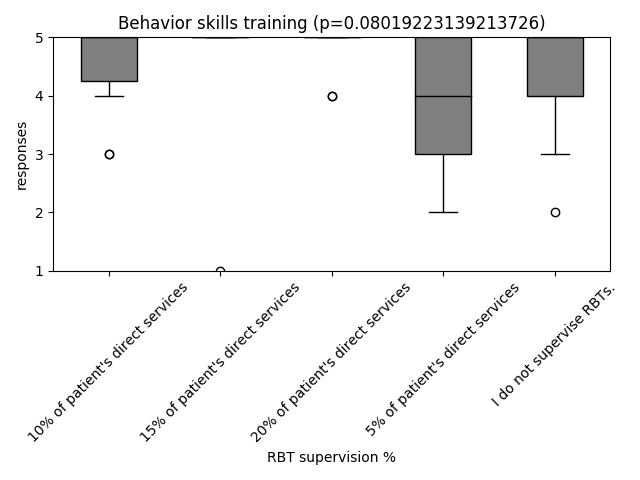 Behavior skills training (p=0.08019223139213726)
5
4
3
2
1
responses
10% of patient's direct services
15% of patient's direct services
20% of patient's direct services
5% of patient's direct services
I do not supervise RBTs.
RBT supervision %